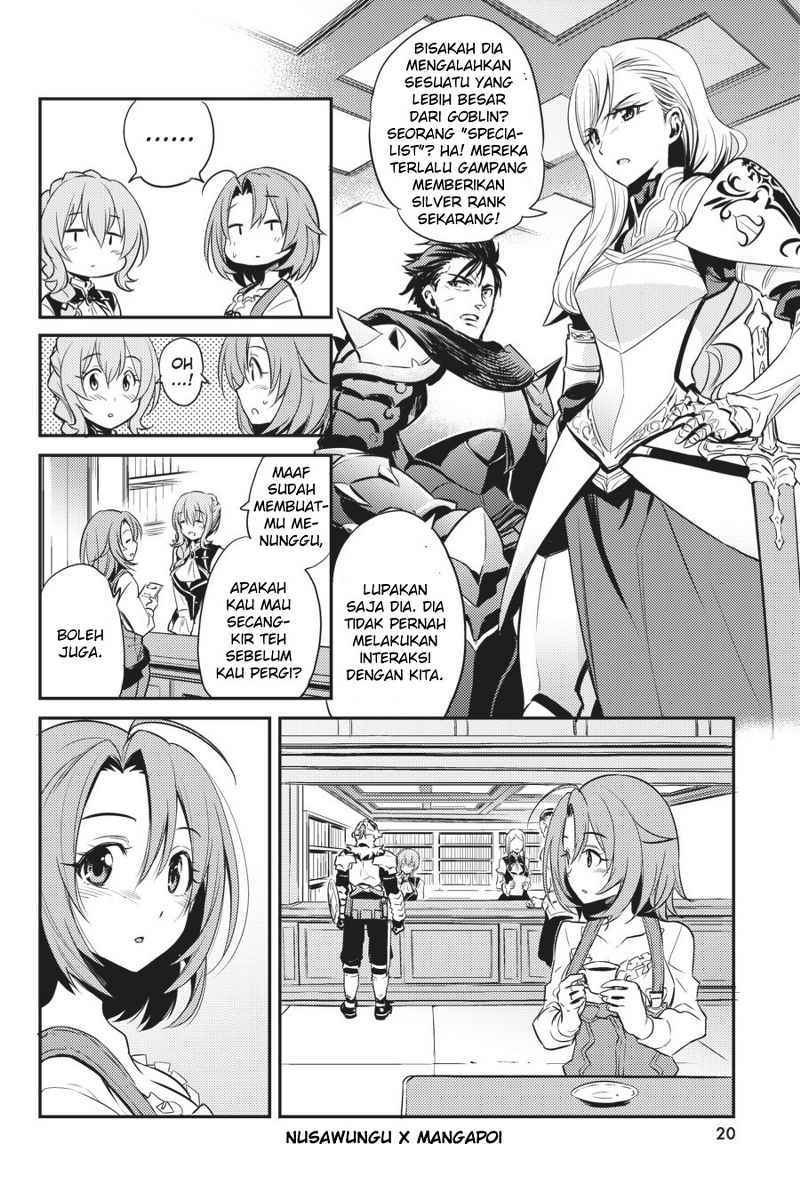 BISAKAH DIA
MENGALAHKAN
SESUATU YANG
LEBIH BESAR
DARI GOBLIN?
SEORANG "SPECIA-
LIST"? HA! MEREKA
TERLALU GAMPANG
MEMBERIKAN
SILVER RANK
SEKARANG!
......
LUPAKAN
SAJA DIA. DIA
TIDAK PERNAH
MELAKUKAN
INTERAKSI
DENGAN KITA.
OH
...!
MAAF
SUDAH
MEMBUAT-
MU ME-
NUNGGU,
APAKAH
KAU MAU
SECANG-
KIR TEH
SEBELUM
KAU PERGI?
BOLEH
JUGA.
NUSAWUNGU X MANGAPOI
20